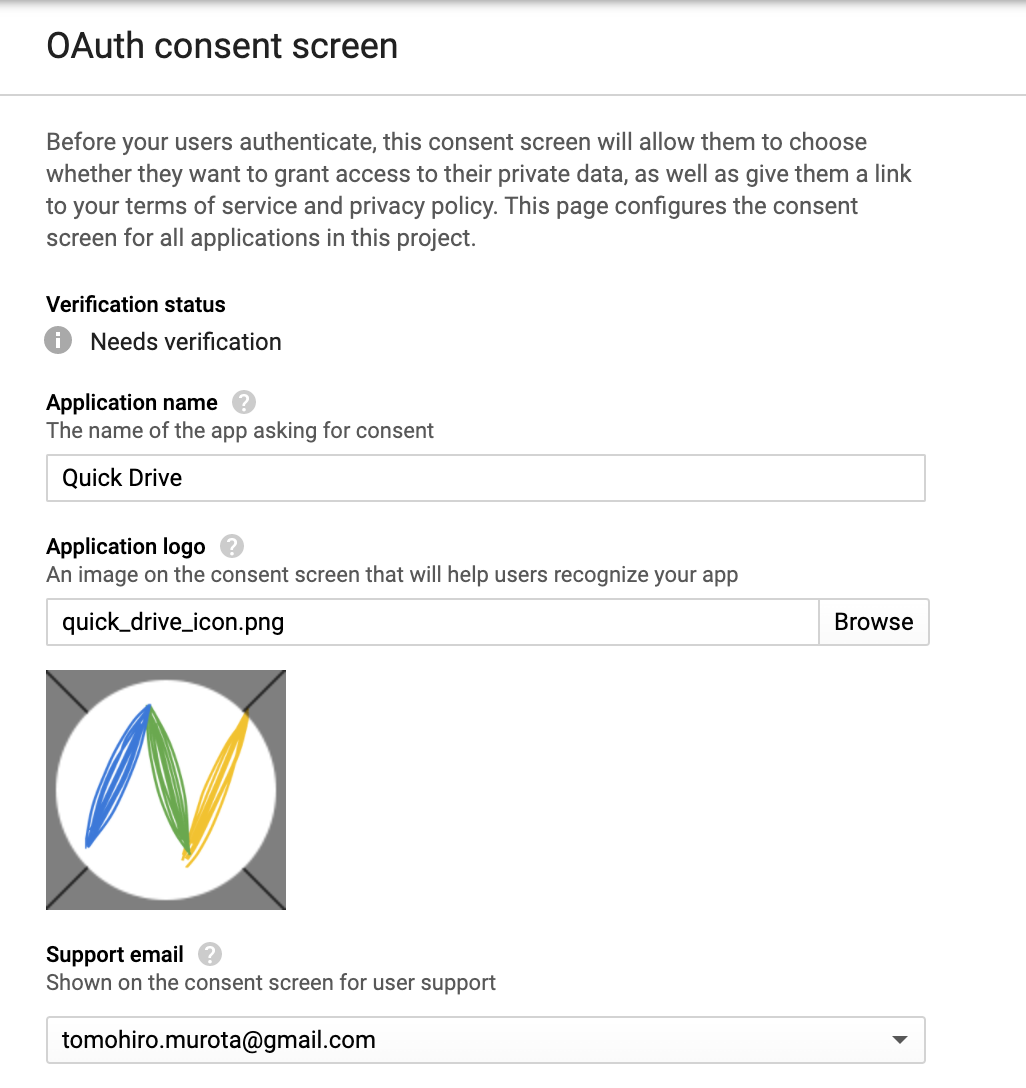 OAuth consent screen
Before your users authenticate, this consent screen will allow them to choose
whether they want to grant access to their private data, as well as give them a link
to your terms of service and privacy policy. This page configures the consent
screen for all applications in this project.
Verification status
Needs verification
Application name
The name of the app asking for consent
Quick Drive
Application logo
An image on the consent screen that will help users recognize your app
quick_drive_icon.png
Browse
Support email
Shown on the consent screen for user support
tomohiro.murota@gmail.com